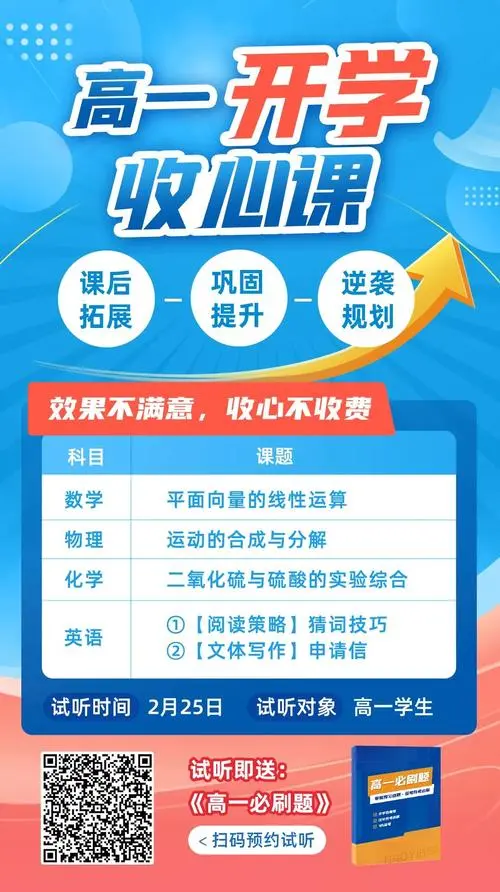 高一 开学
收心课
课后拓展 — 巩固提升 — 逆袭规划
效果不满意，收心不收费
科目 课题
数学 平面向量的线性运算
物理 运动的合成与分解
化学 二氧化硫与硫酸的实验综合
英语 ①【阅读策略】猜词技巧
②【文体写作】申请信
试听时间 2月25日 试听对象 高一学生
试听即送：
《高一必刷题》
<扫码预约试听
高一必刷题